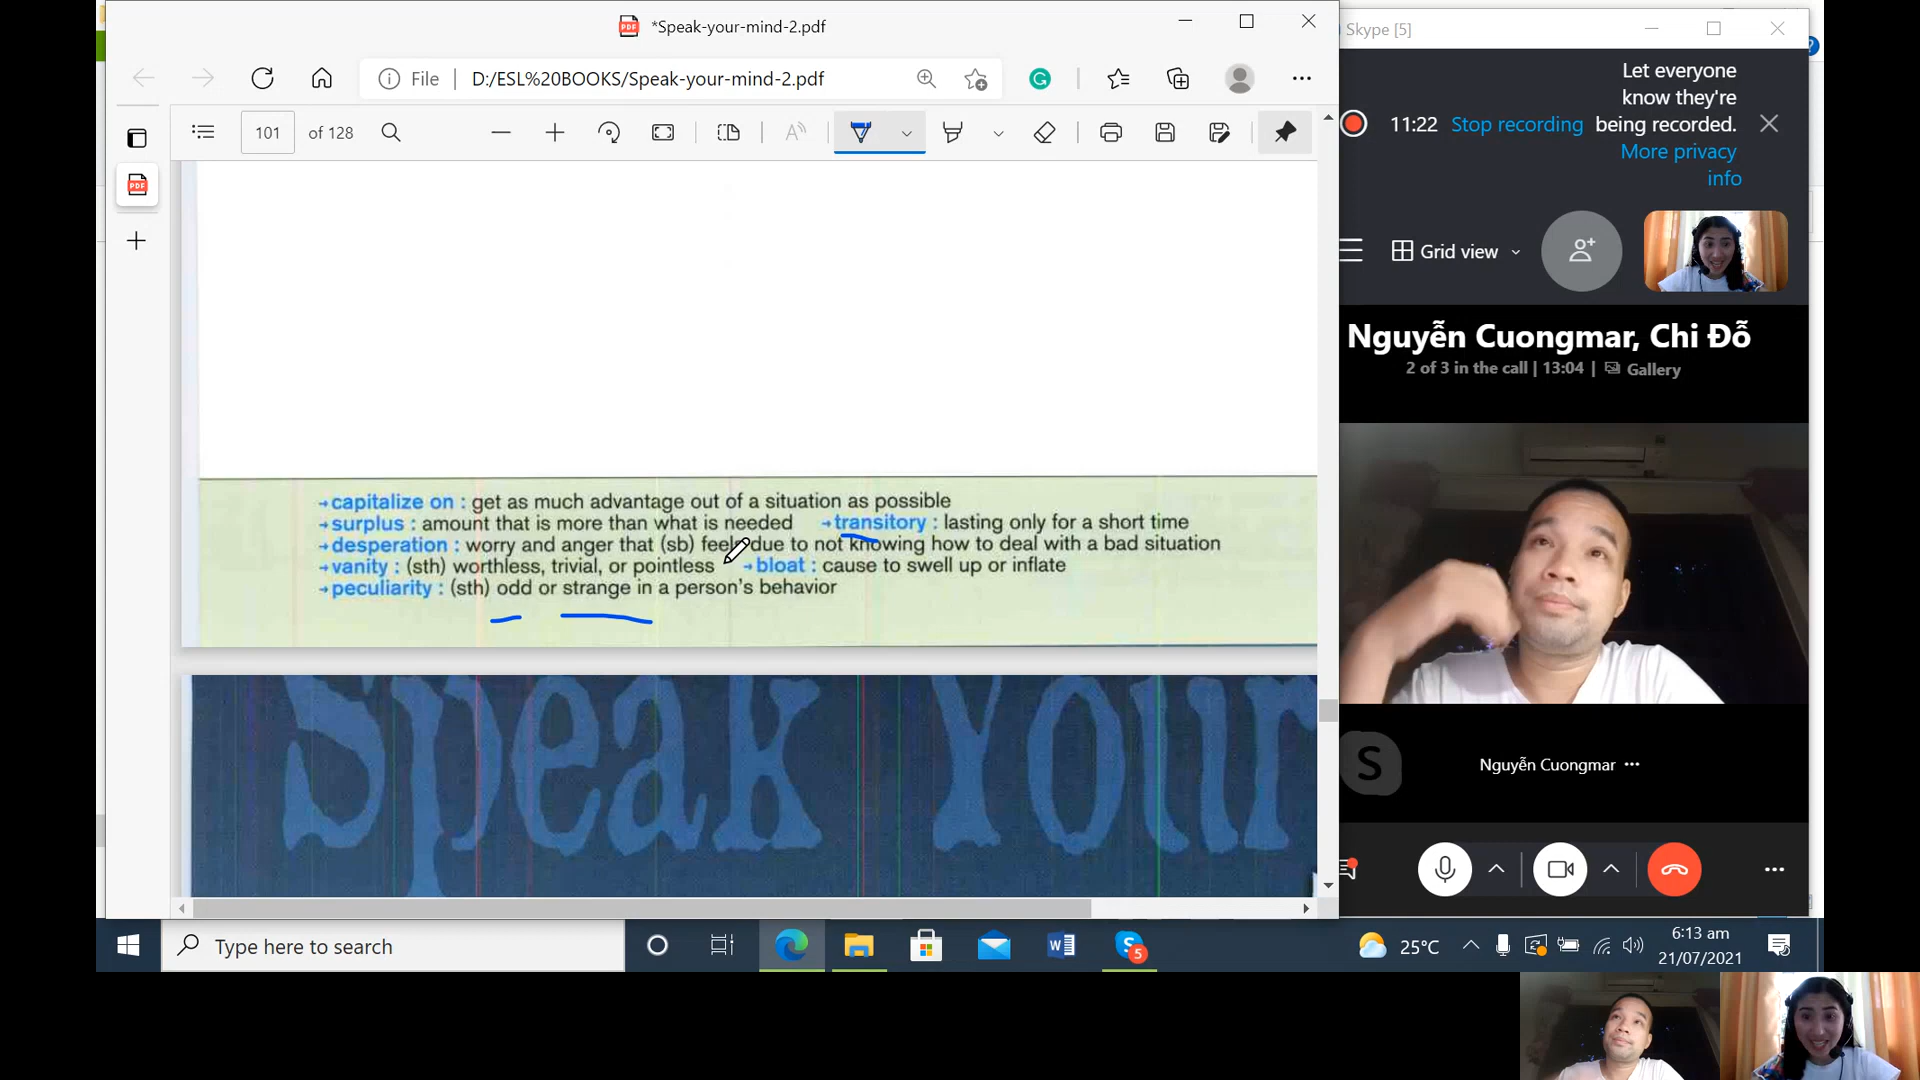 *Speak-your-mind-2.pdf
File
D:/ESL%20BOOKS/Speak-your-mind-2.pdf
101 of 128
→capitalize on : get as much advantage out of a situation as possible
→surplus : amount that is more than what is needed →transitory : lasting only for a short time
→desperation : worry and anger that (sb) feels due to not knowing how to deal with a bad situation
→vanity : (sth) worthless, trivial, or pointless →bloat : cause to swell up or inflate
→peculiarity : (sth) odd or strange in a person's behavior
Speak Your
Skype [5]
Let everyone
know they're
11:22 Stop recording being recorded.
More privacy
info
Grid view
Nguyễn Cuongmar, Chi Đỗ
2 of 3 in the call | 13:04 | Gallery
S
Nguyễn Cuongmar •••
Type here to search
5
25°C
6:13 am
21/07/2021